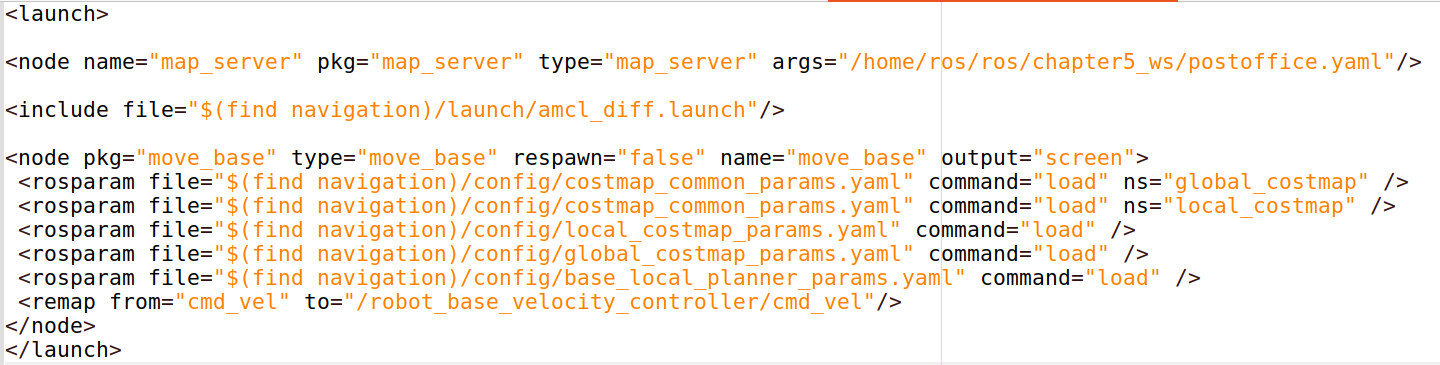 <launch>
<node name="map_server" pkg="map_server" type="map_server" args="/home/ros/ros/chapter5_ws/postoffice.yaml"/>
<include file="$(find navigation)/launch/amcl_diff.launch"/>
<node pkg="move_base" type="move_base" respawn="false" name="move_base" output="screen">
<rosparam file="$(find navigation)/config/costmap_common_params.yaml" command="load" ns="global_costmap" />
<rosparam file="$(find navigation)/config/costmap_common_params.yaml" command="load" ns="local_costmap" />
<rosparam file="$(find navigation)/config/local_costmap_params.yaml" command="load" />
<rosparam file="$(find navigation)/config/global_costmap_params.yaml" command="load" />
<rosparam file="$(find navigation)/config/base_local_planner_params.yaml" command="load" />
<remap from="cmd_vel" to="/robot_base_velocity_controller/cmd_vel"/>
</node>
</launch>